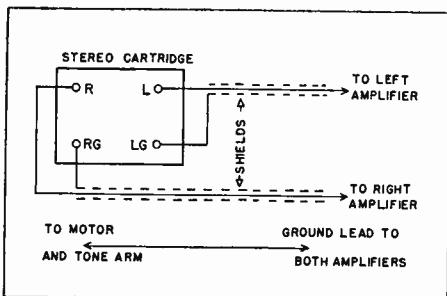 STEREO CARTRIDGE
R
L
TO LEFT
AMPLIFIER
RG
LG
SHIELDS
TO RIGHT
AMPLIFIER
TO MOTOR
AND TONE ARM
GROUND LEAD TO
BOTH AMPLIFIERS